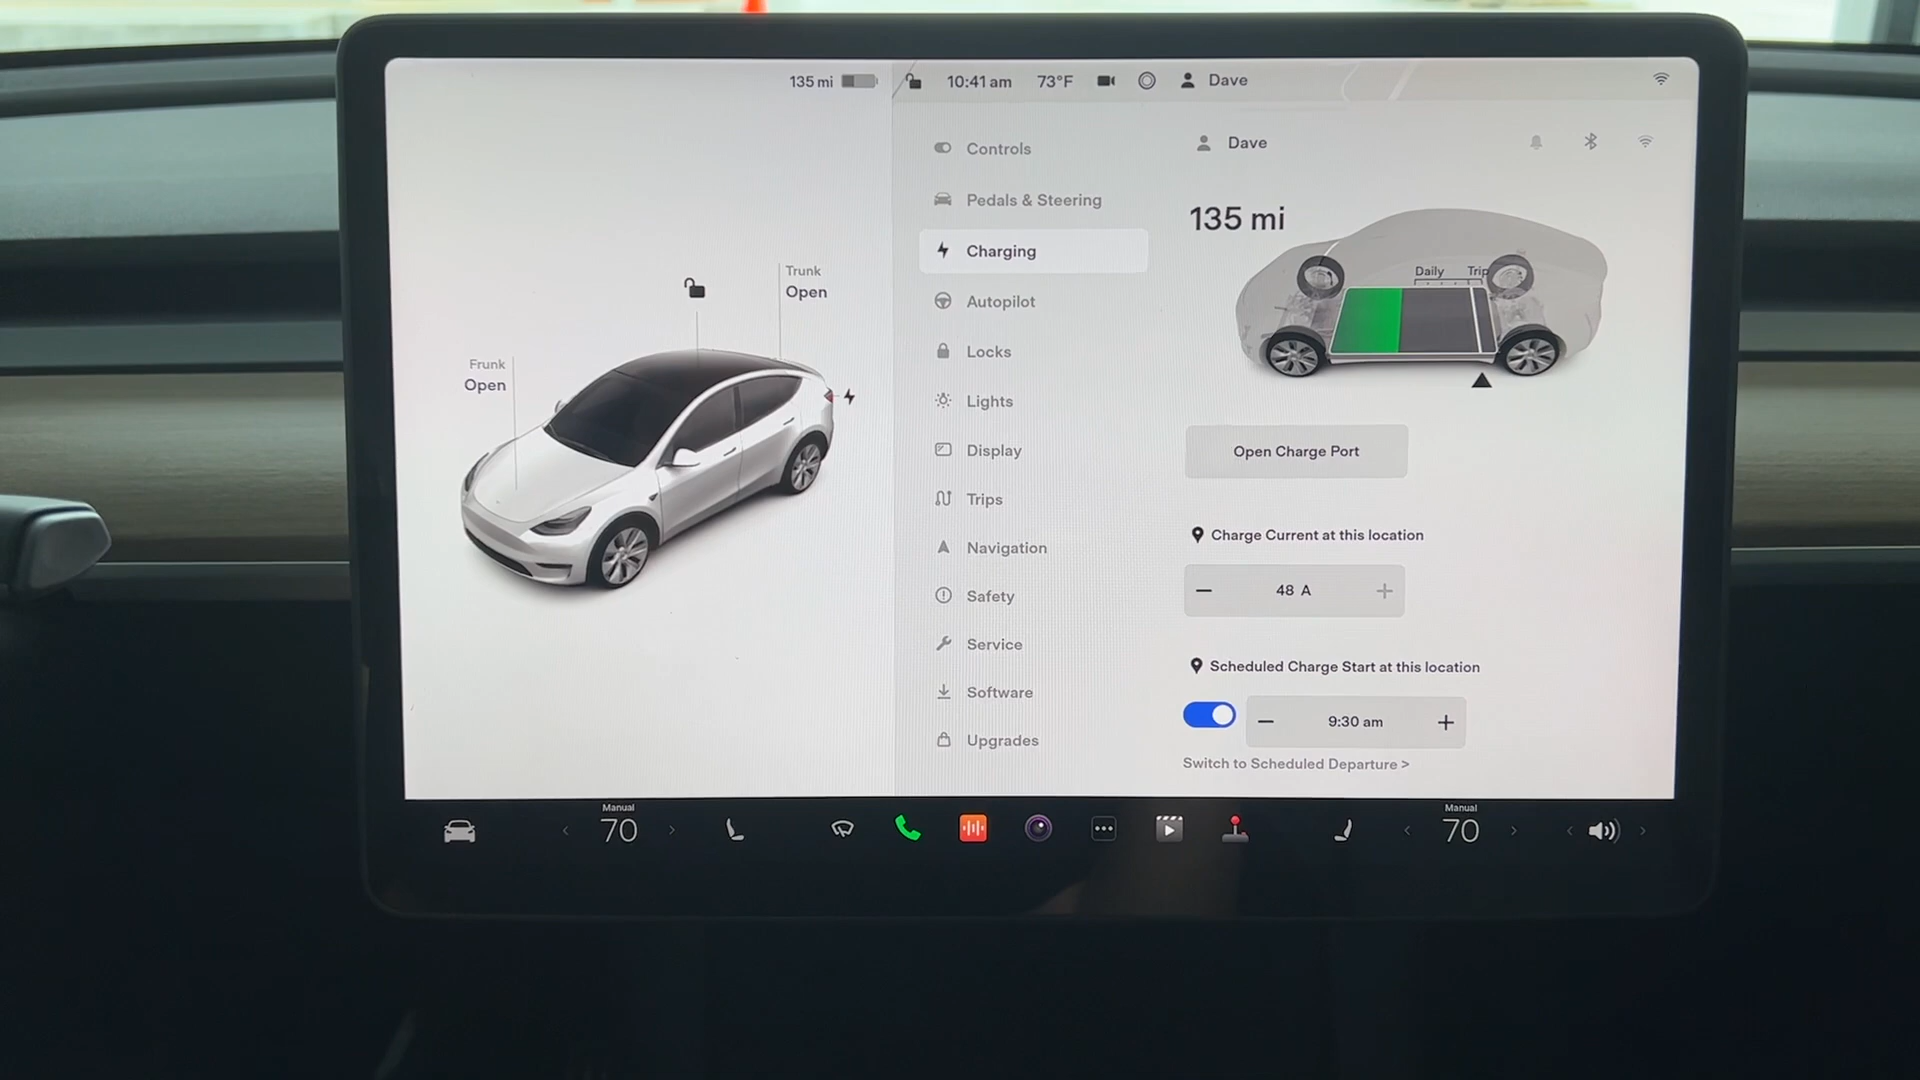 135 mi
10:41 am 73°F Dave
Trunk
Open
Frunk
Open
Controls
Pedals & Steering
Charging
Autopilot
Locks
Lights
Display
Trips
Navigation
Safety
Service
Software
Upgrades
Dave
135 mi
Daily Trip
Open Charge Port
Charge Current at this location
− 48 A +
Scheduled Charge Start at this location
− 9:30 am +
Switch to Scheduled Departure >
Manual
70
Manual
70